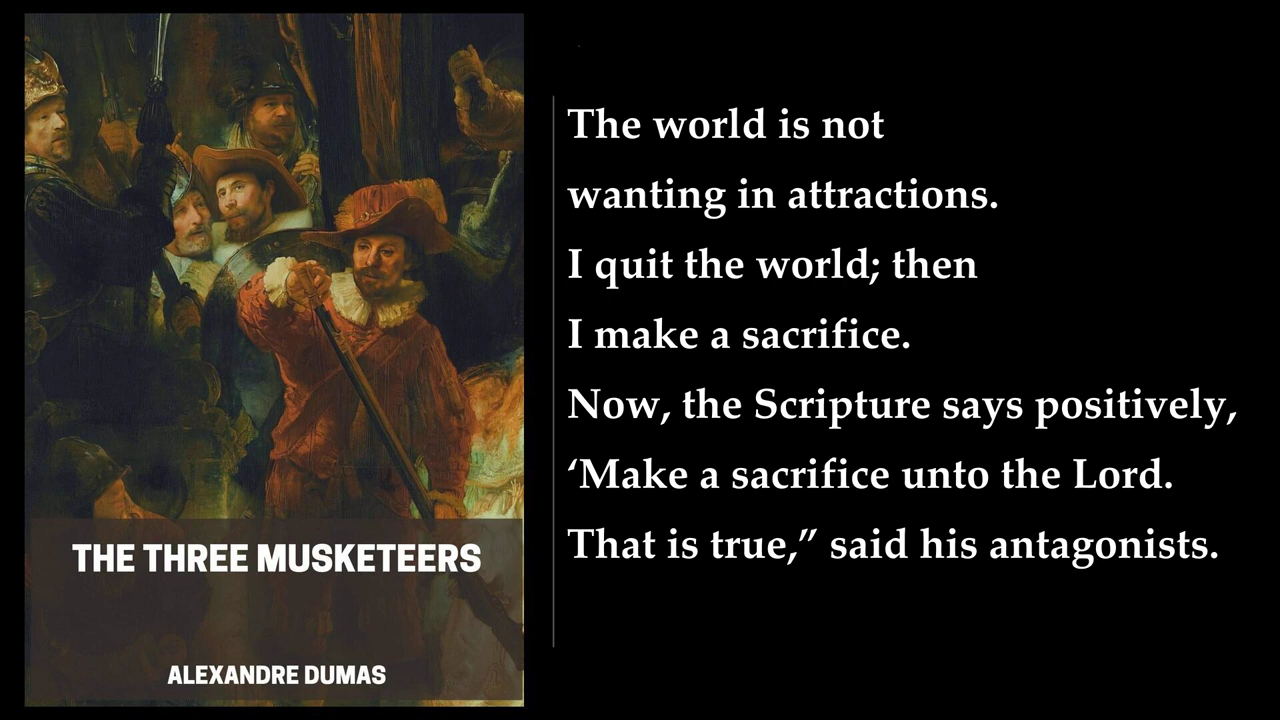 THE THREE MUSKETEERS
ALEXANDRE DUMAS
The world is not
wanting in attractions.
I quit the world; then
I make a sacrifice.
Now, the Scripture says positively,
‘Make a sacrifice unto the Lord.
That is true,” said his antagonists.